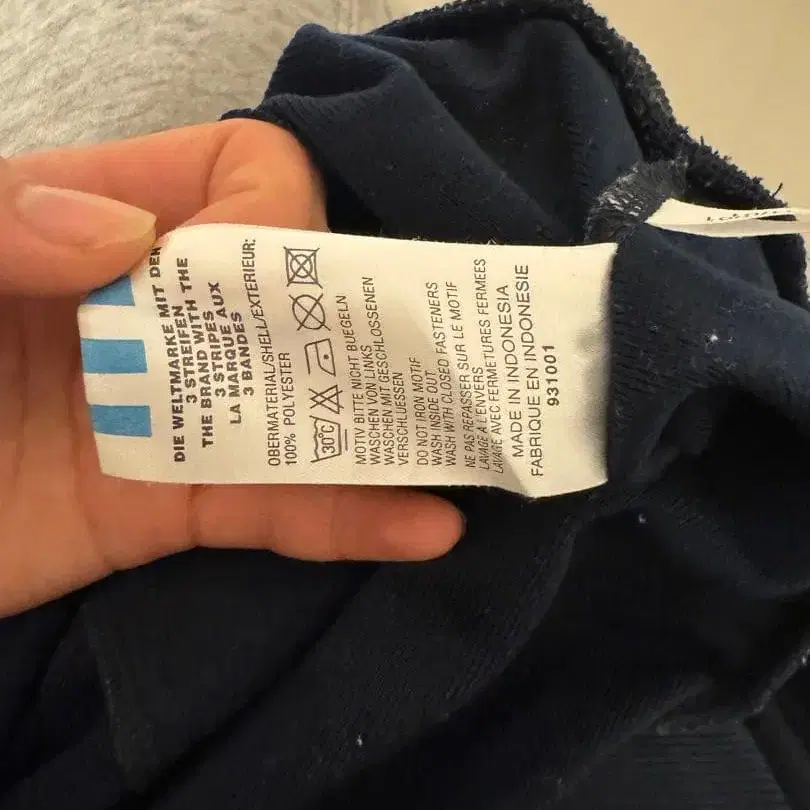 DIE WELTMARKE MIT DEN
3 STREIFEN
THE BRAND WITH THE
3 STRIPES
LA MARQUE AUX
3 BANDES
OBERMATERIAL/SHELL/EXTERIEUR:
100% POLYESTER
30°C
MOTIV BITTE NICHT BUEGELN
WASCHEN VON LINKS
WASCHEN MIT GESCHLOSSENEN
VERSCHLUESSEN
DO NOT IRON MOTIF
WASH INSIDE OUT
WASH WITH CLOSED FASTENERS
NE PAS REPASSER SUR LE MOTIF
LAVAGE A L'ENVERS
LAVAGE AVEC FERMETURES FERMEES
MADE IN INDONESIA
FABRIQUE EN INDONESIE
931001